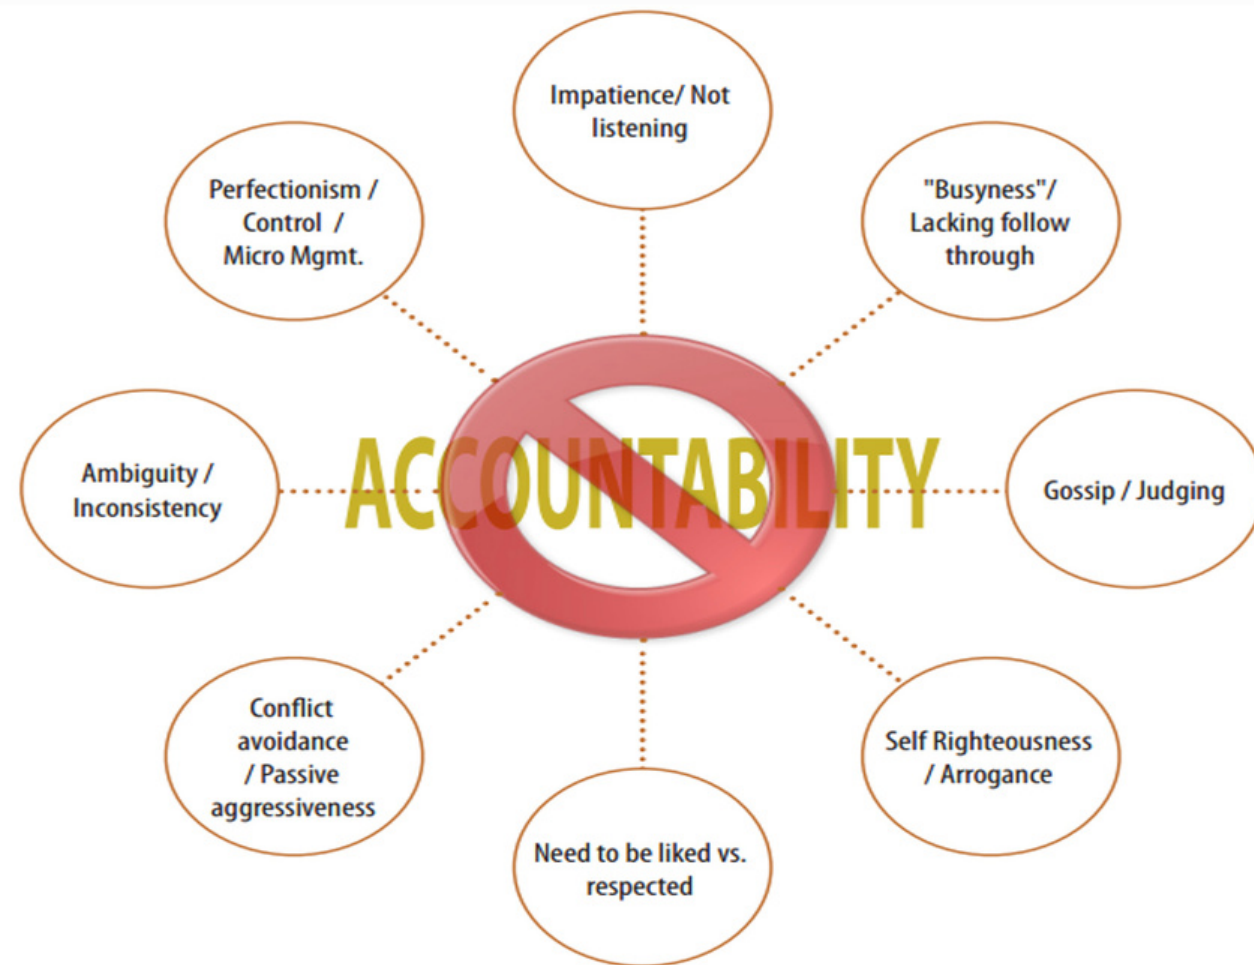 Impatience/ Not
listening
Perfectionism /
Control /
Micro Mgmt.
"Busyness"/
Lacking follow
through
ACCOUNTABILITY
Ambiguity /
Inconsistency
Gossip / Judging
Conflict
avoidance
/ Passive
aggressiveness
Self Righteousness
/ Arrogance
Need to be liked vs.
respected